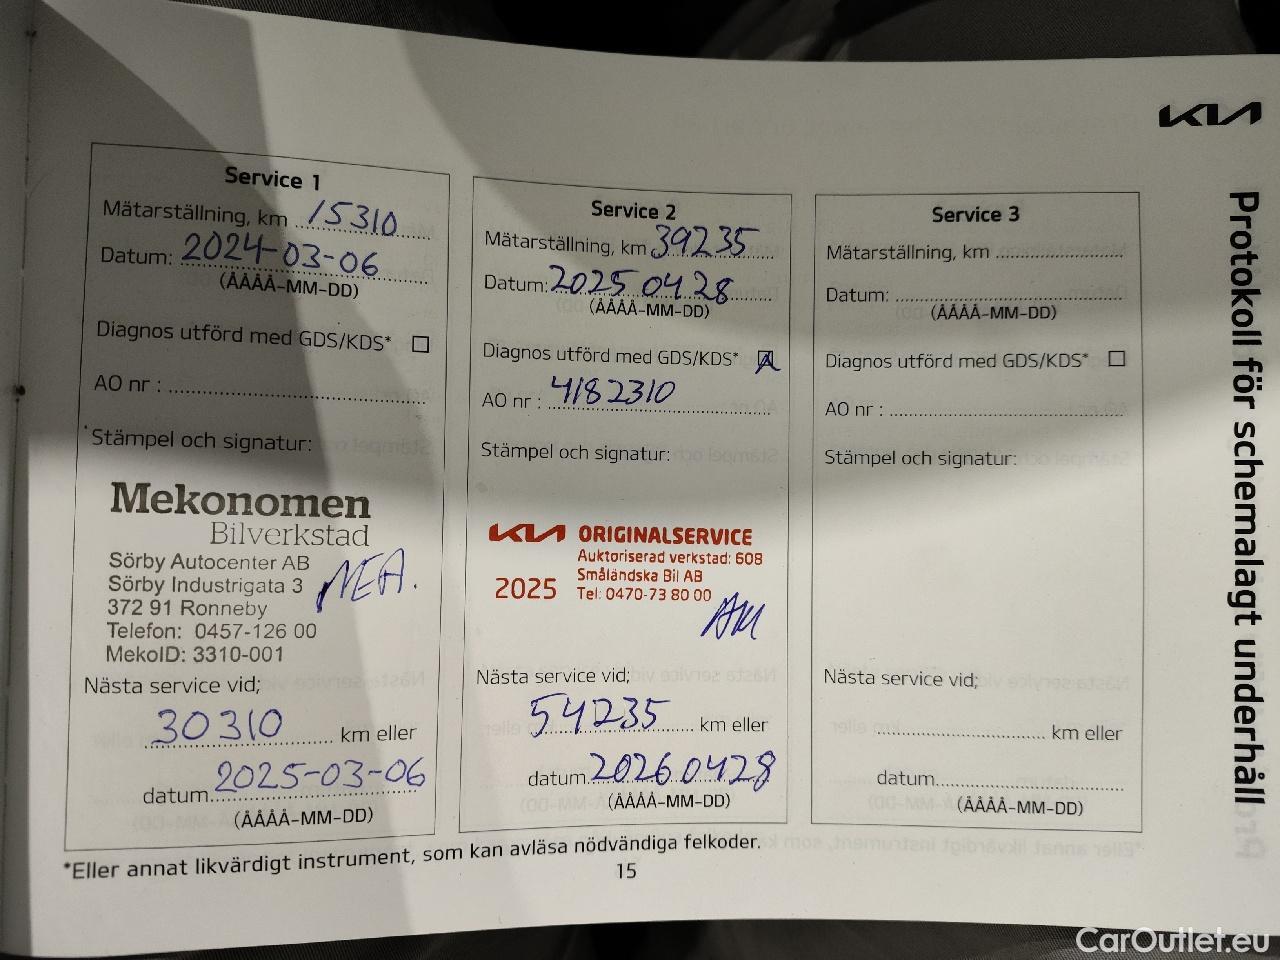 KIA
Protokoll för schemalagt underhåll
Service 1
Mätarställning, km 15310
Datum: 2024-03-06
(ÅÅÅÅ-MM-DD)
Diagnos utförd med GDS/KDS*
AO nr :
Stämpel och signatur:
Mekonomen
Bilverkstad
Sörby Autocenter AB
Sörby Industrigata 3
372 91 Ronneby
Telefon: 0457-126 00
MekoID: 3310-001
Nästa service vid;
30310 km eller
datum 2025-03-06
(ÅÅÅÅ-MM-DD)
Service 2
Mätarställning, km 39235
Datum: 2025 04 28
(ÅÅÅÅ-MM-DD)
Diagnos utförd med GDS/KDS*
AO nr : 4182310
Stämpel och signatur:
KIA ORIGINALSERVICE
Auktoriserad verkstad: 608
Småländska Bil AB
2025 Tel: 0470-73 80 00
Nästa service vid;
54235 km eller
datum 2026 04 28
(ÅÅÅÅ-MM-DD)
Service 3
Mätarställning, km
Datum:
(ÅÅÅÅ-MM-DD)
Diagnos utförd med GDS/KDS*
AO nr :
Stämpel och signatur:
Nästa service vid;
km eller
datum
(ÅÅÅÅ-MM-DD)
*Eller annat likvärdigt instrument, som kan avläsa nödvändiga felkoder.
15
CarOutlet.eu